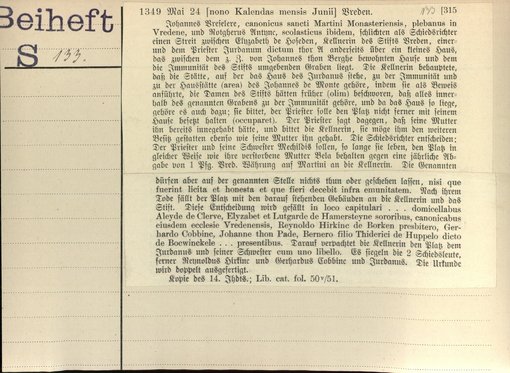 Beiheft
S 133.
1349 Mai 24 [nono Kalendas mensis Junii] Vreden. [315
Johannes Vreislere, canonicus sancti Martini Monasteriensis, plebanus in
Vredene, und Notgherus scolasticus ibidem, schlichten als Schiedsrichter
einen Streit zwischen Elyzabeth de Hoseden, Kellnerin des Stifts Vreden, einer-
und dem Priester Jurdanum dictum thor A anderseits über ein kleines Haus,
das zwischen dem z. Z. von Johannes thon Berghe bewohnten Hause und dem
die Immunität des Stifts umgebenden Graben liegt. Die Kellnerin behauptete,
daß die Stätte, auf der das Haus des Jurdanus stehe, zu der Immunität und
zu der Hausstätte (area) des Johannes de Monte gehöre, indem sie als Beweis
anführte, die Damen des Stifts hätten früher (olim) beschworen, daß alles inner-
halb des genannten Grabens zu der Immunität gehöre, und da das Haus so liege,
gehöre es auch dazu; sie bittet, der Priester solle den Platz nicht ferner mit seinem
Hause besetzt halten (occuparet). Der Priester sagt dagegen, daß seine Mutter
ihn bereits innegehabt hätte, und bittet die Kellnerin, sie möge ihm den weiteren
Besitz gestatten ebenso wie seine Mutter ihn gehabt. Die Schiedsrichter entscheiden:
Der Priester und seine Schwester Mechildis sollen, so lange sie leben, den Platz in
gleicher Weise wie ihre verstorbene Mutter Bela behalten gegen eine jährliche Ab-
gabe von 1 Pfg. Vred. Währung auf Martini an die Kellnerin. Die Genannten
dürfen aber auf der genannten Stelle nichts thun oder geschehen lassen, nisi que
fuerint licita et honesta et que fieri decebit infra emunitatem. Nach ihrem
Tode fällt der Platz mit den darauf stehenden Gebäuden an die Kellnerin und das
Stift. Diese Entscheidung wird gefällt in loco capitulari . . . . domicellabus
Aleyde de Clerve, Elyzabet et Lutgarde de Hamersteyne sororibus, canonicabus
eiusdem ecclesie Vredenensis, Reynoldo Hirkinc de Borken presbitero, Ger-
hardo Cobbinc, Johanne thon Pade, Bernero filio Thiderici de Huppelo dicto
de Boewinckele . . . presentibus. Darauf verpachtet die Kellnerin den Platz dem
Jurdanus und seiner Schwester cum uno libello. Es siegeln die 2 Schiedsleute,
ferner Reynoldus Hirkinc und Gerhardus Cobbinc und Jurdanus. Die Urkunde
wird doppelt ausgefertigt.
Kopie des 14. Jhdts.; Lib. cat. fol. 50v/51.